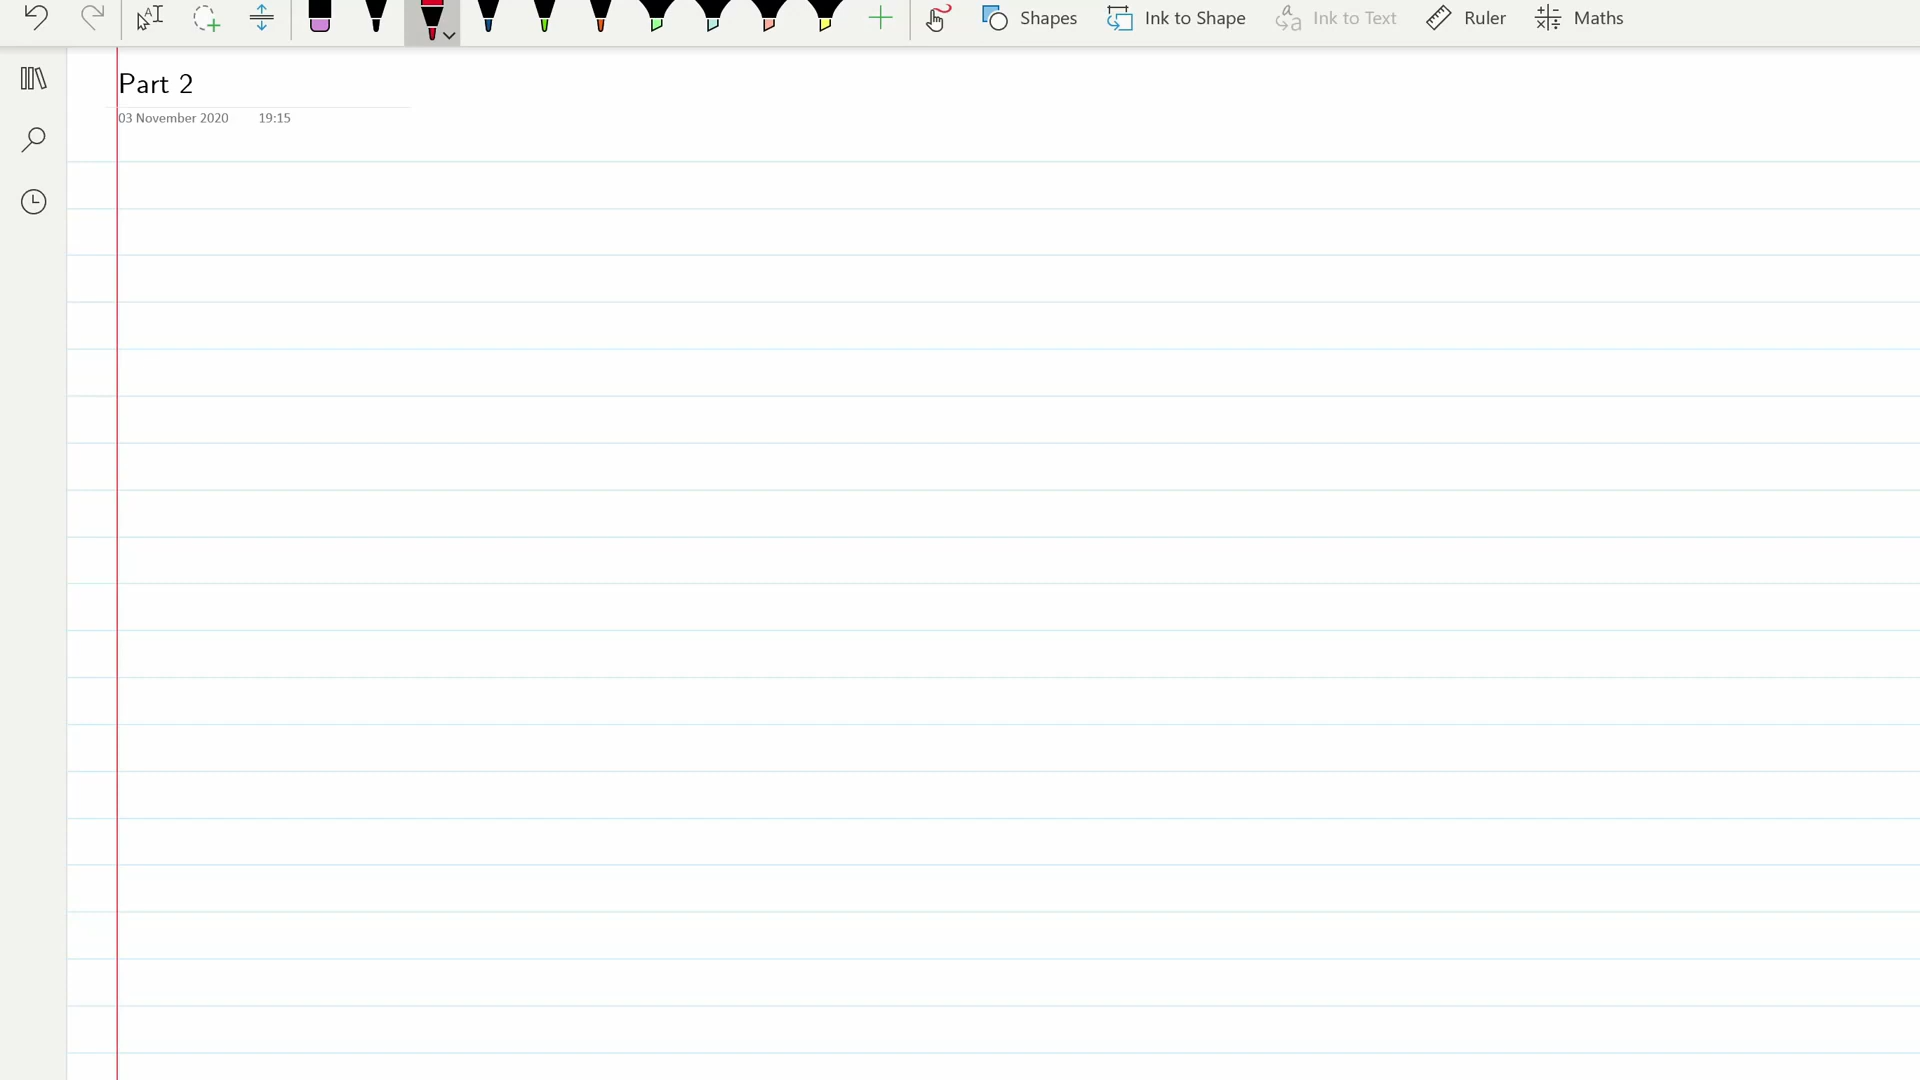 Shapes Ink to Shape Ink to Text Ruler Maths
Part 2
03 November 2020 19:15